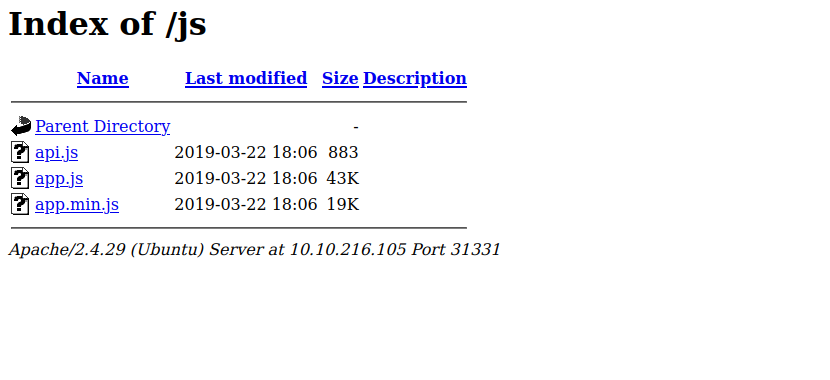 Index of /js
Name Last modified Size Description
Parent Directory -
api.js 2019-03-22 18:06 883
app.js 2019-03-22 18:06 43K
app.min.js 2019-03-22 18:06 19K
Apache/2.4.29 (Ubuntu) Server at 10.10.216.105 Port 31331